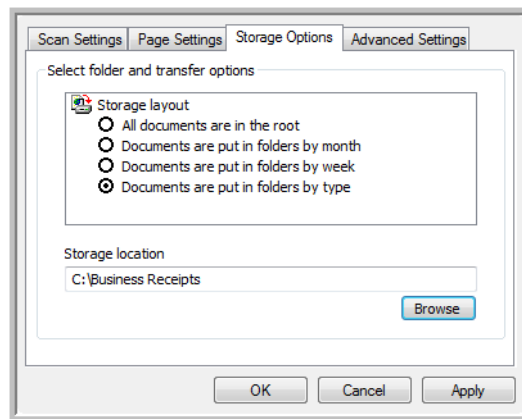 Scan Settings Page Settings Storage Options Advanced Settings
Select folder and transfer options
Storage layout
All documents are in the root
Documents are put in folders by month
Documents are put in folders by week
Documents are put in folders by type
Storage location
C:\Business Receipts
Browse
OK Cancel Apply